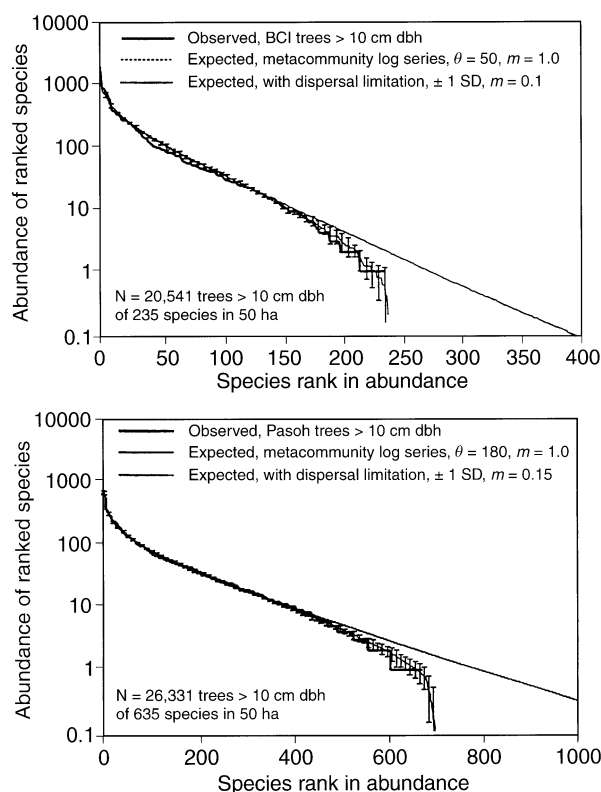 10000
1000
100
10
1
0.1
Abundance of ranked species
Observed, BCI trees > 10 cm dbh
Expected, metacommunity log series, θ = 50, m = 1.0
Expected, with dispersal limitation, ± 1 SD, m = 0.1
N = 20,541 trees > 10 cm dbh
of 235 species in 50 ha
0 50 100 150 200 250 300 350 400
Species rank in abundance
10000
1000
100
10
1
0.1
Abundance of ranked species
Observed, Pasoh trees > 10 cm dbh
Expected, metacommunity log series, θ = 180, m = 1.0
Expected, with dispersal limitation, ± 1 SD, m = 0.15
N = 26,331 trees > 10 cm dbh
of 635 species in 50 ha
0 200 400 600 800 1000
Species rank in abundance